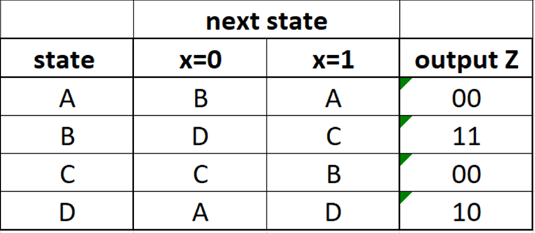 next state
state x=0 x=1 output Z
A B A 00
B D C 11
C C B 00
D A D 10